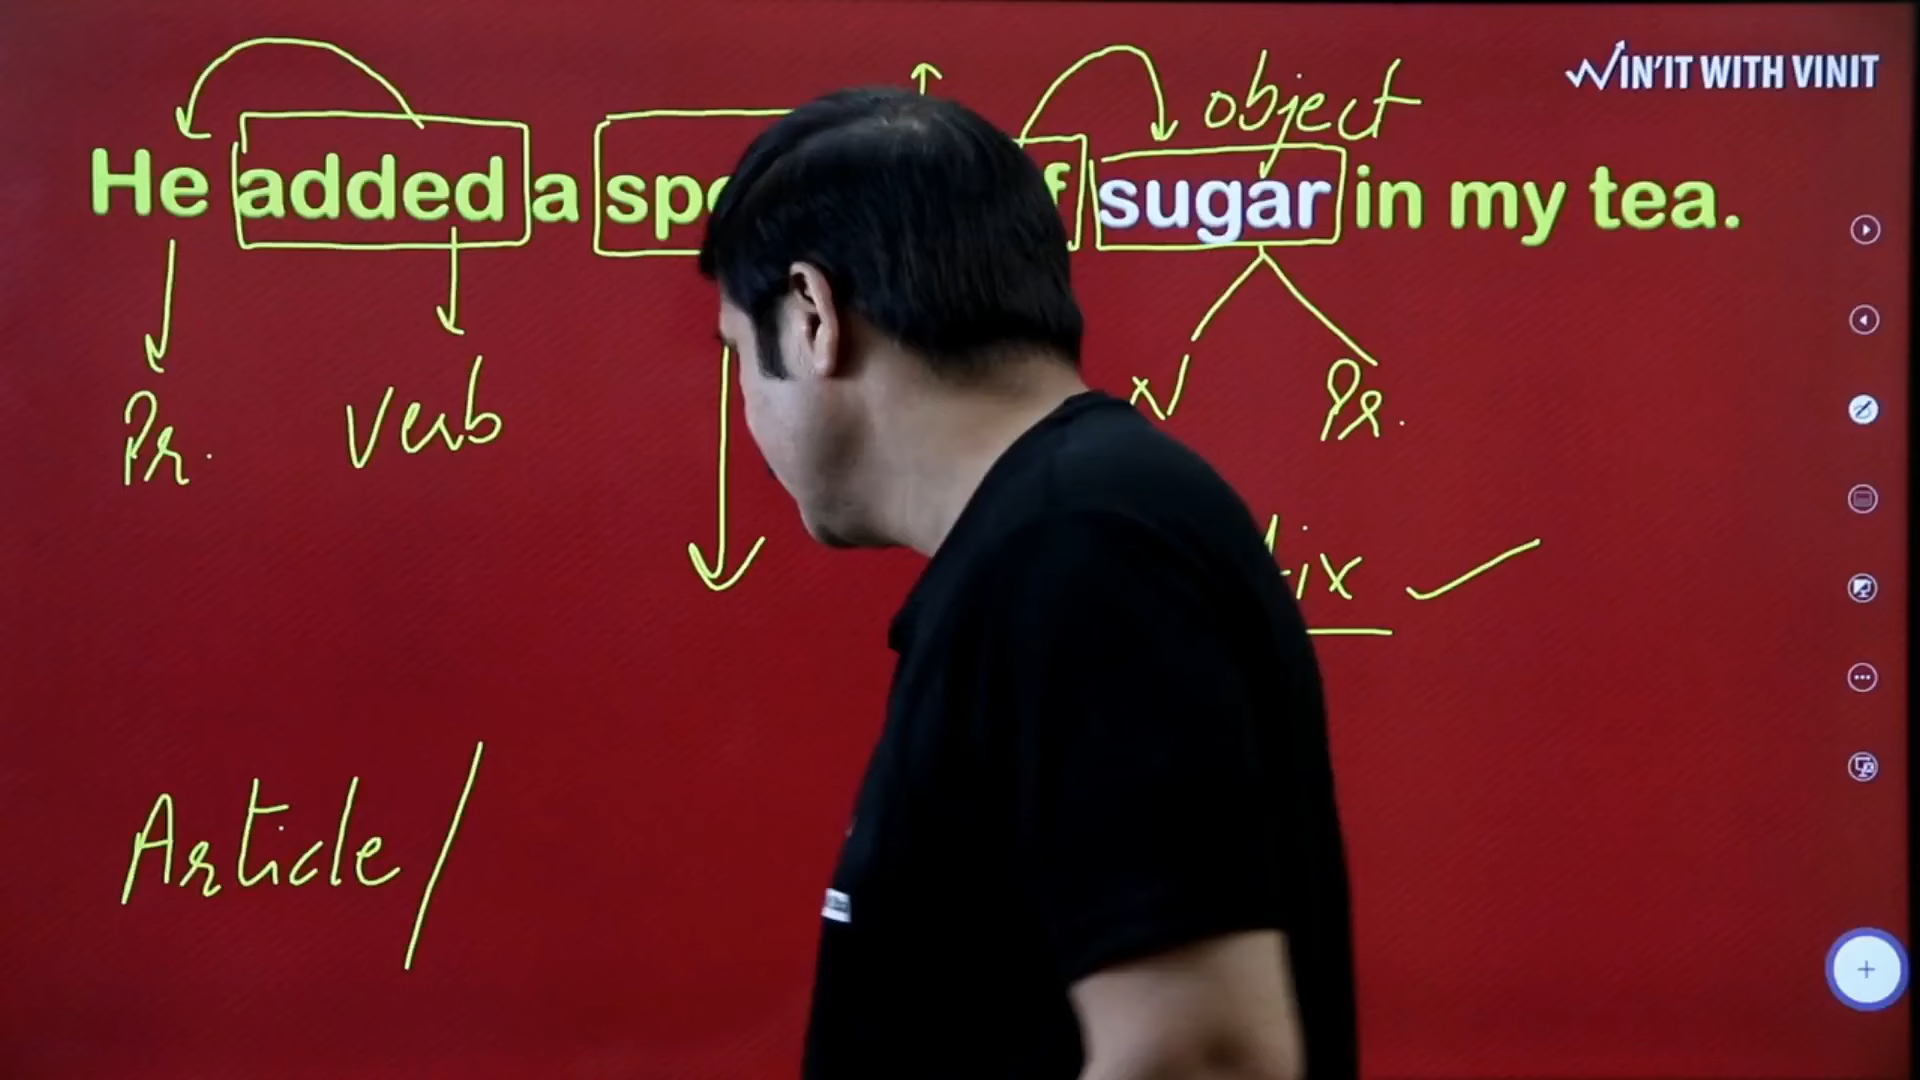 WIN'IT WITH VINIT
object
He added a spo f sugar in my tea.
Pr. Verb N Pr.
ix
Article /